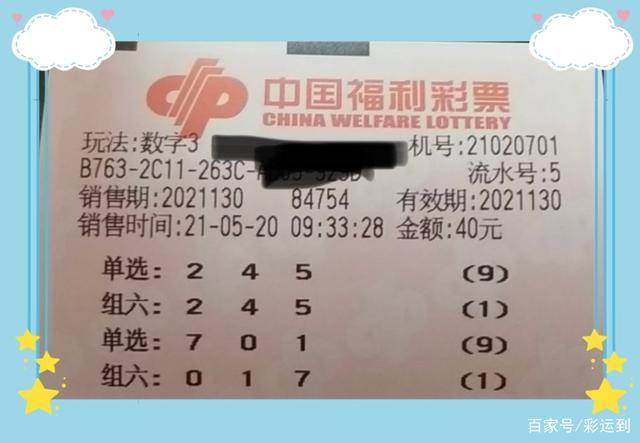 中国福利彩票
CHINA WELFARE LOTTERY
玩法:数字3 机号:21020701
B763-2C11-263C- 流水号:5
销售期:2021130 84754 有效期:2021130
销售时间:21-05-20 09:33:28 金额:40元
单选: 2 4 5 (9)
组六: 2 4 5 (1)
单选: 7 0 1 (9)
组六: 0 1 7 (1)
百家号/彩运到